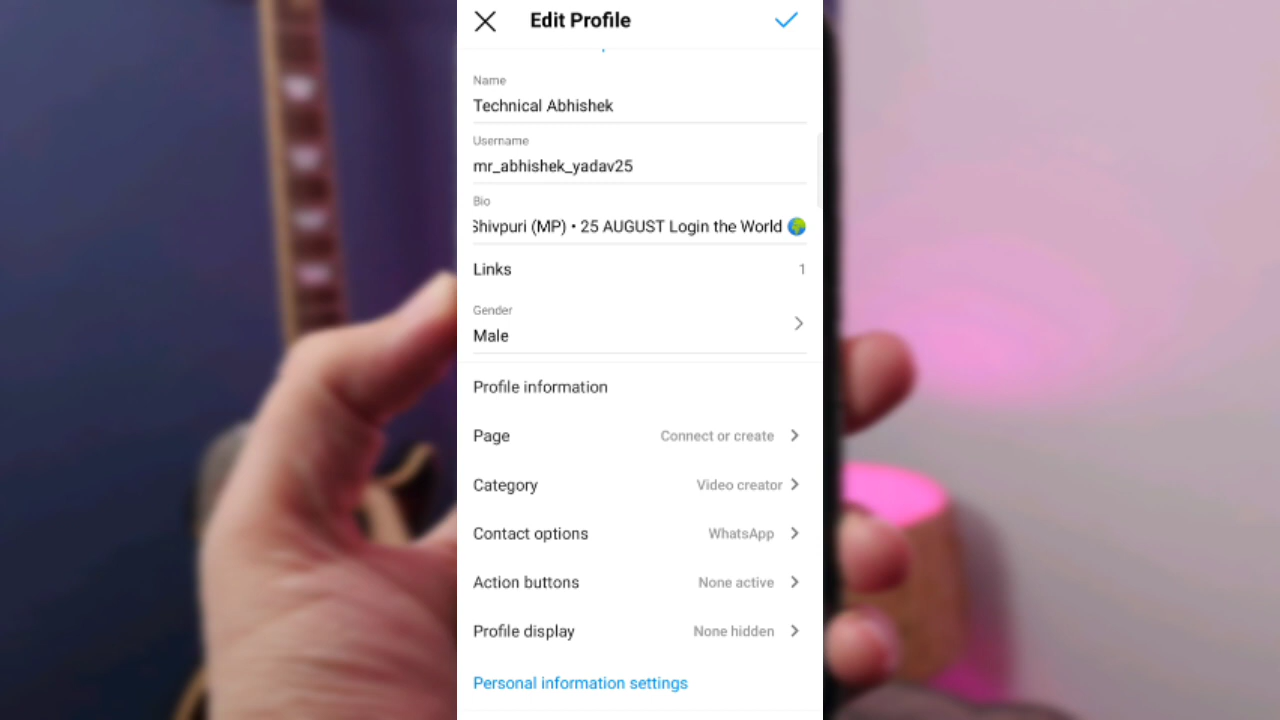 Edit Profile
Name
Technical Abhishek
Username
mr_abhishek_yadav25
Bio
Shivpuri (MP) • 25 AUGUST Login the World 🌍
Links 1
Gender
Male
Profile information
Page Connect or create
Category Video creator
Contact options WhatsApp
Action buttons None active
Profile display None hidden
Personal information settings